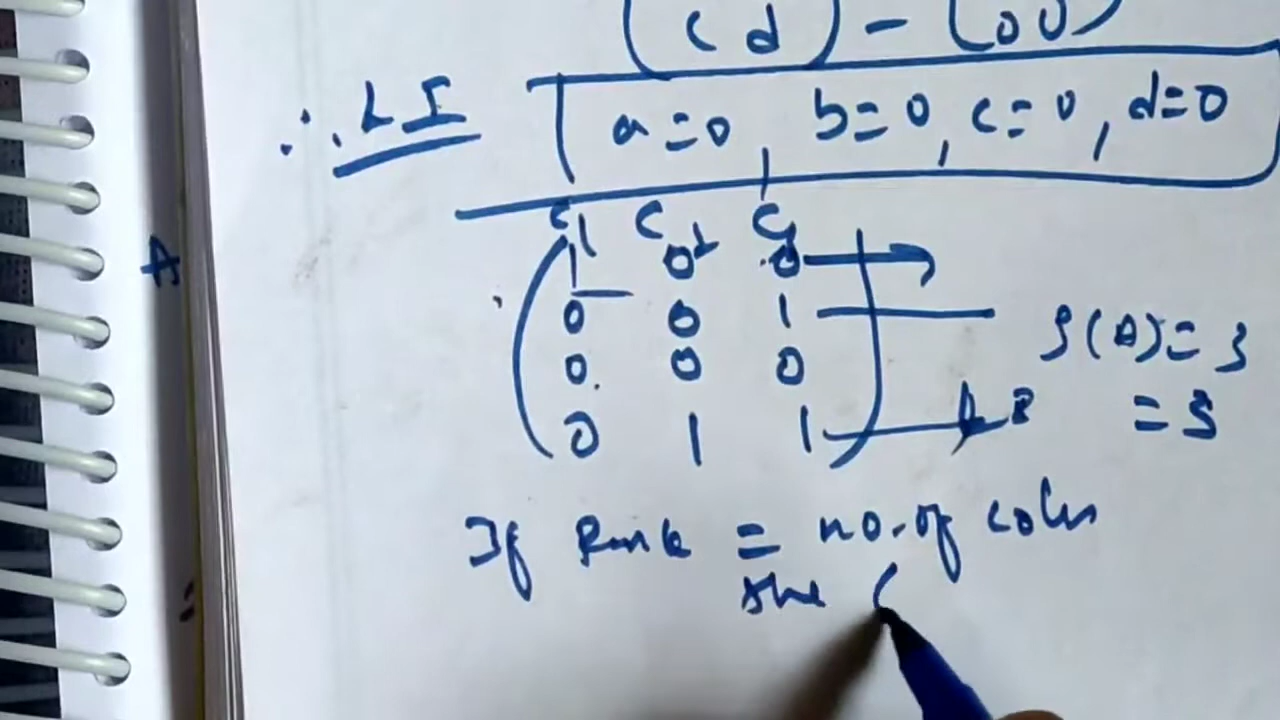 (c d) - (0 0)
∴ LI a=0, b=0, c=0, d=0
C1 C2 C3
A
1 0 0
0 0 1
0 0 0 ρ(A)=3
0 1 1 =3
If Rank = no. of colns
the (